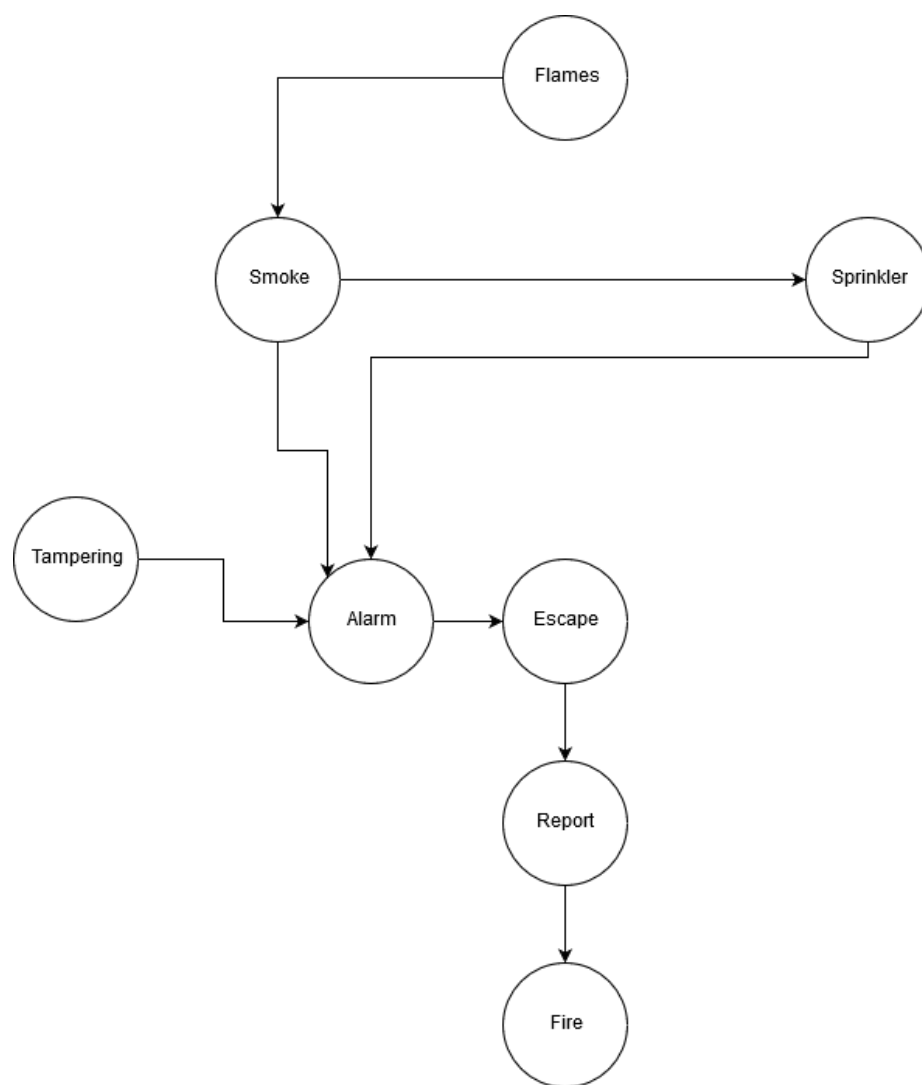 Flames
Smoke
Sprinkler
Tampering
Alarm
Escape
Report
Fire